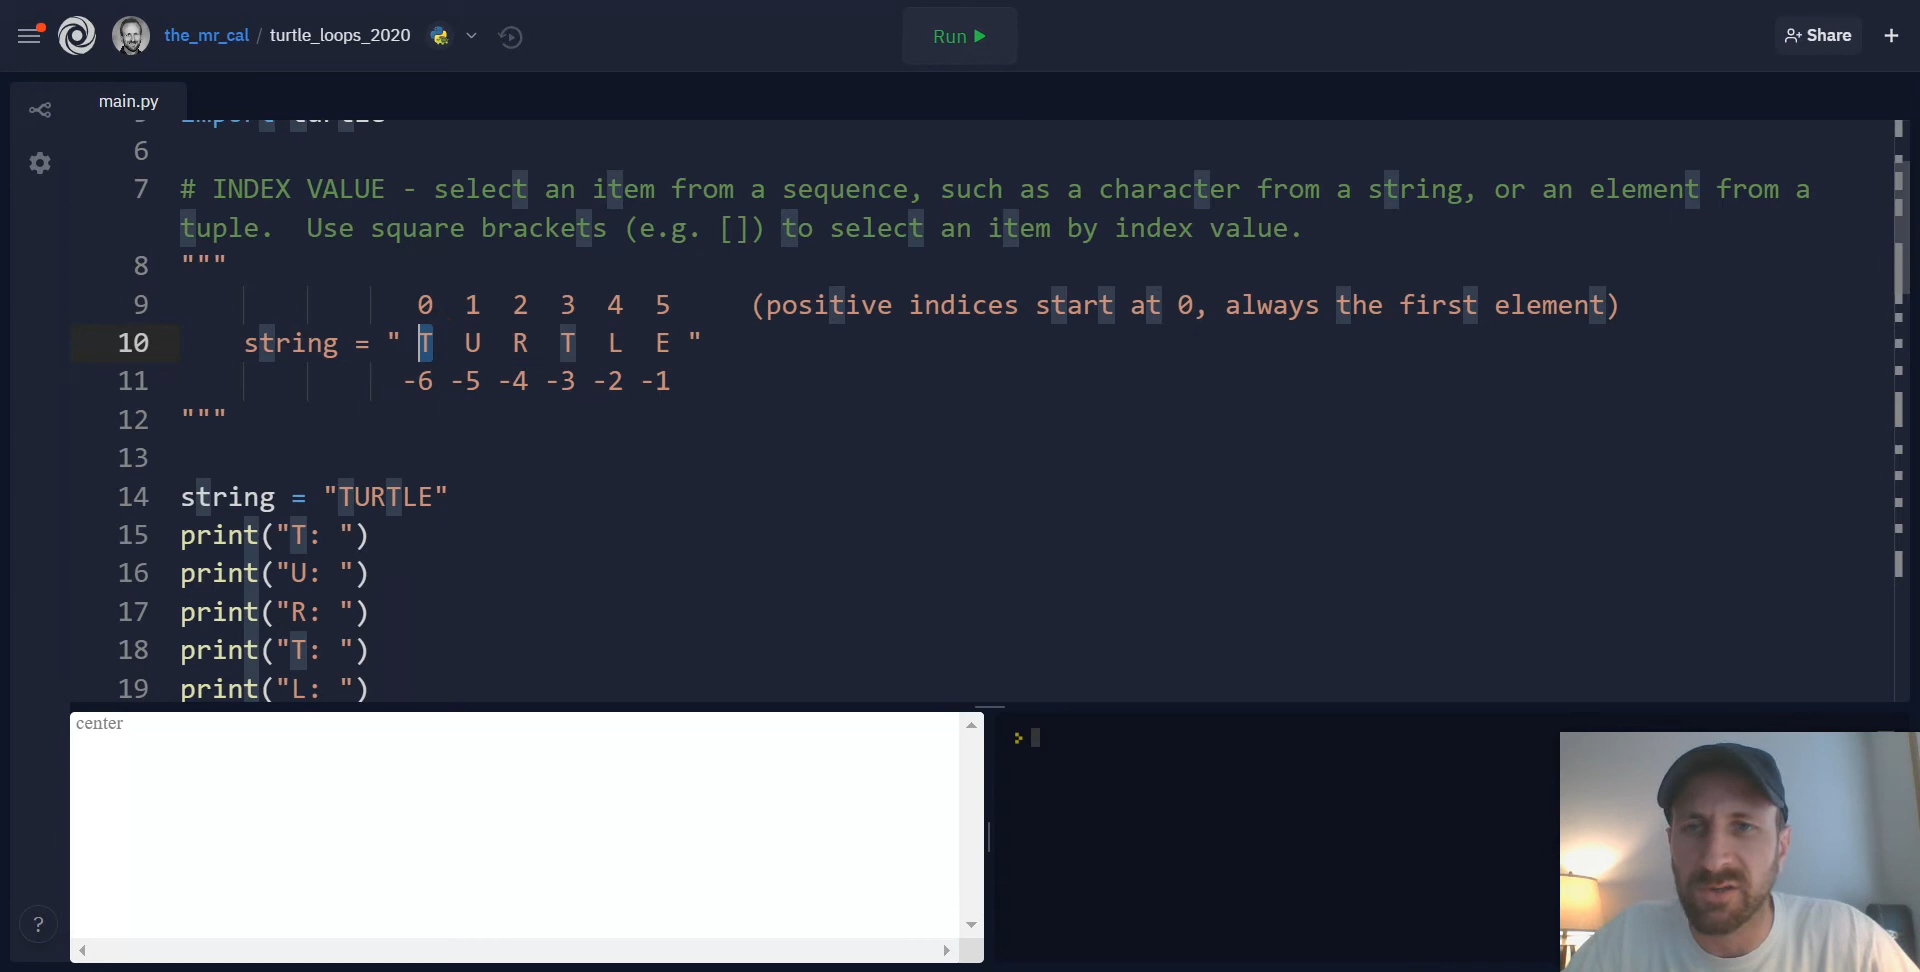 the_mr_cal / turtle_loops_2020
Run
Share
main.py
5 import turtle
6
7 # INDEX VALUE - select an item from a sequence, such as a character from a string, or an element from a
tuple.  Use square brackets (e.g. []) to select an item by index value.
8 """
9 0 1 2 3 4 5 (positive indices start at 0, always the first element)
10 string = " T U R T L E "
11 -6 -5 -4 -3 -2 -1
12 """
13
14 string = "TURTLE"
15 print("T: ")
16 print("U: ")
17 print("R: ")
18 print("T: ")
19 print("L: ")
center
>
?